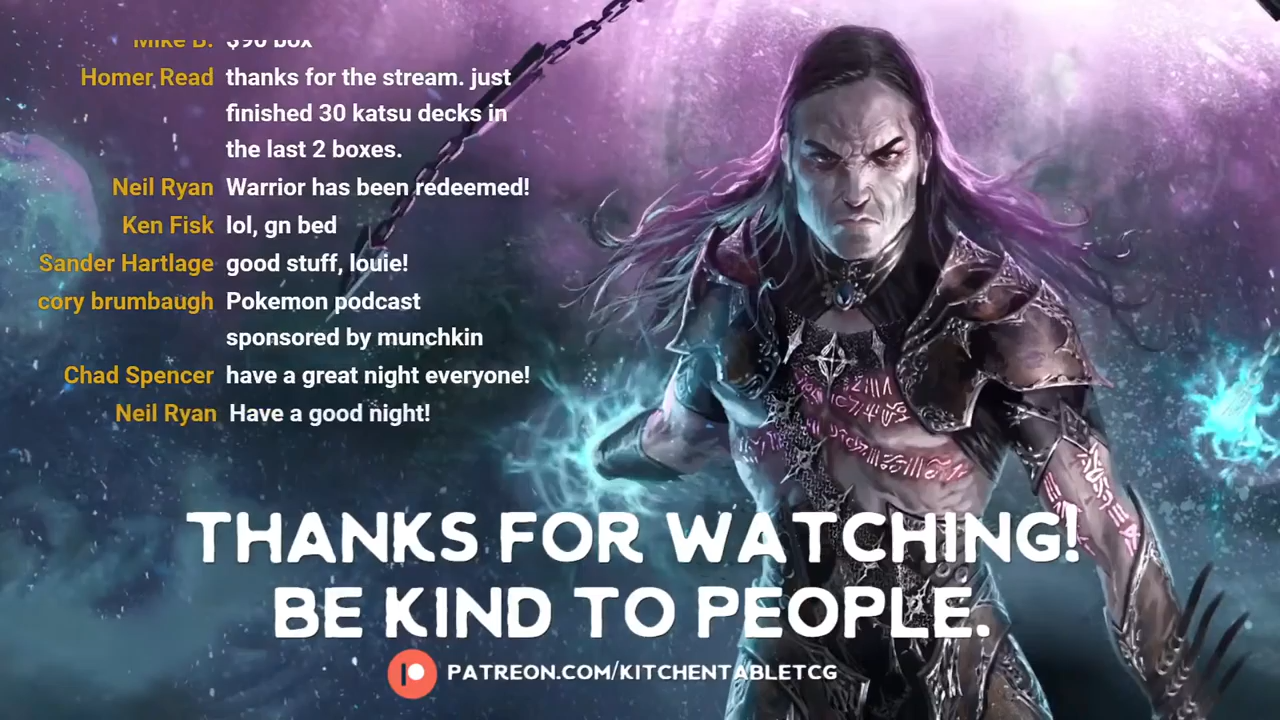 Mike B. $90 box
Homer Read thanks for the stream. just
finished 30 katsu decks in
the last 2 boxes.
Neil Ryan Warrior has been redeemed!
Ken Fisk lol, gn bed
Sander Hartlage good stuff, louie!
cory brumbaugh Pokemon podcast
sponsored by munchkin
Chad Spencer have a great night everyone!
Neil Ryan Have a good night!
THANKS FOR WATCHING!
BE KIND TO PEOPLE.
PATREON.COM/KITCHENTABLETCG